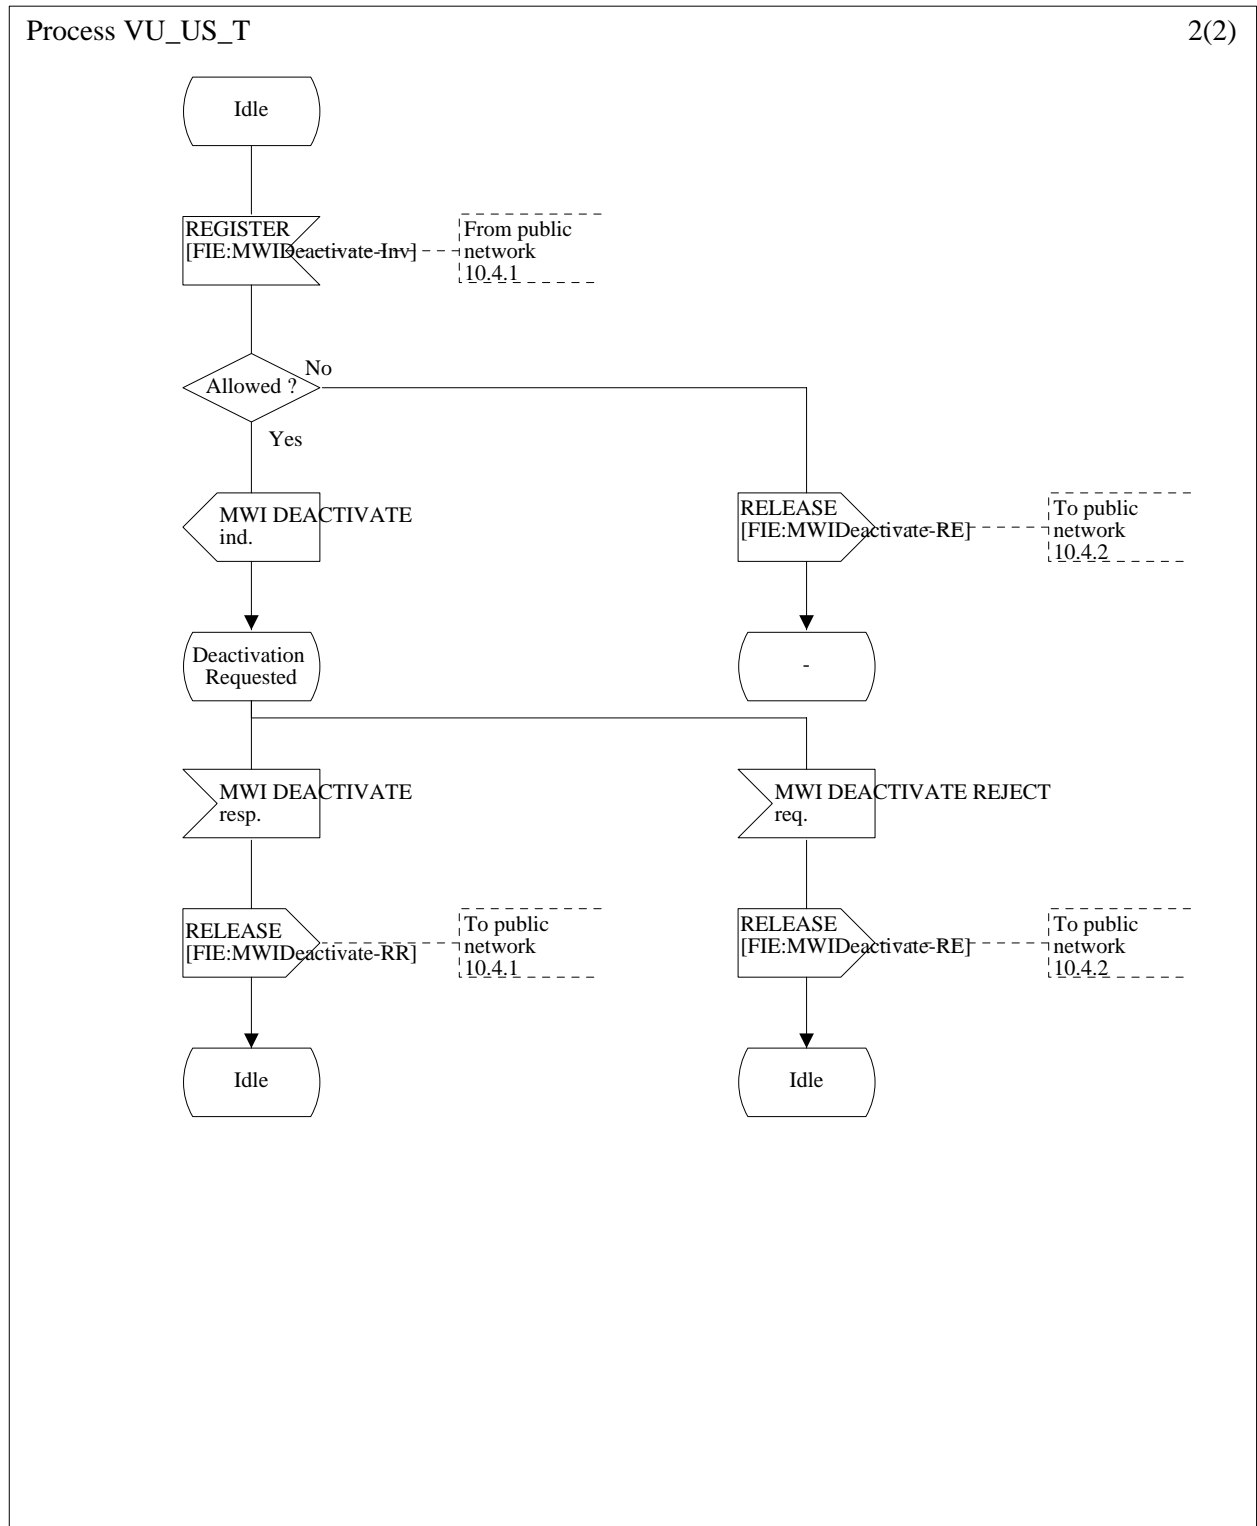 Process VU_US_T
2(2)
Idle
REGISTER
[FIE:MWIDeactivate-Inv]
From public
network
10.4.1
Allowed ?
No
Yes
MWI DEACTIVATE
ind.
RELEASE
[FIE:MWIDeactivate-RE]
To public
network
10.4.2
Deactivation
Requested
-
MWI DEACTIVATE
resp.
MWI DEACTIVATE REJECT
req.
RELEASE
[FIE:MWIDeactivate-RR]
To public
network
10.4.1
RELEASE
[FIE:MWIDeactivate-RE]
To public
network
10.4.2
Idle
Idle